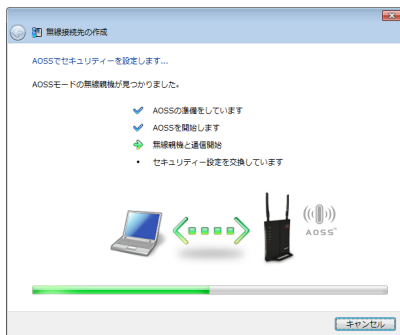 無線接続先の作成
AOSSでセキュリティーを設定します...
AOSSモードの無線親機が見つかりました。
AOSSの準備をしています
AOSSを開始します
無線親機と通信開始
セキュリティー設定を交換しています
AOSS™
キャンセル